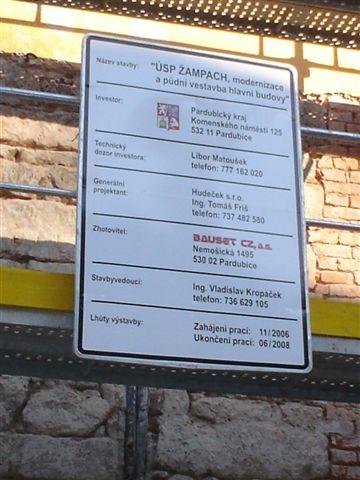 Název stavby: "ÚSP ŽAMPACH, modernizace
a půdní vestavba hlavní budovy"
Investor: Pardubický kraj
Komenského náměstí 125
532 11 Pardubice
Technický Libor Matoušek
dozor investora: telefon: 777 162 020
Generální Hudeček s.r.o.
projektant: Ing. Tomáš Friš
telefon: 737 482 580
Zhotovitel: BAUSET CZ, a.s.
Nemošická 1495
530 02 Pardubice
Stavbyvedoucí: Ing. Vladislav Kropáček
telefon: 736 629 105
Lhůty výstavby: Zahájení prací: 11/2006
Ukončení prací: 06/2008